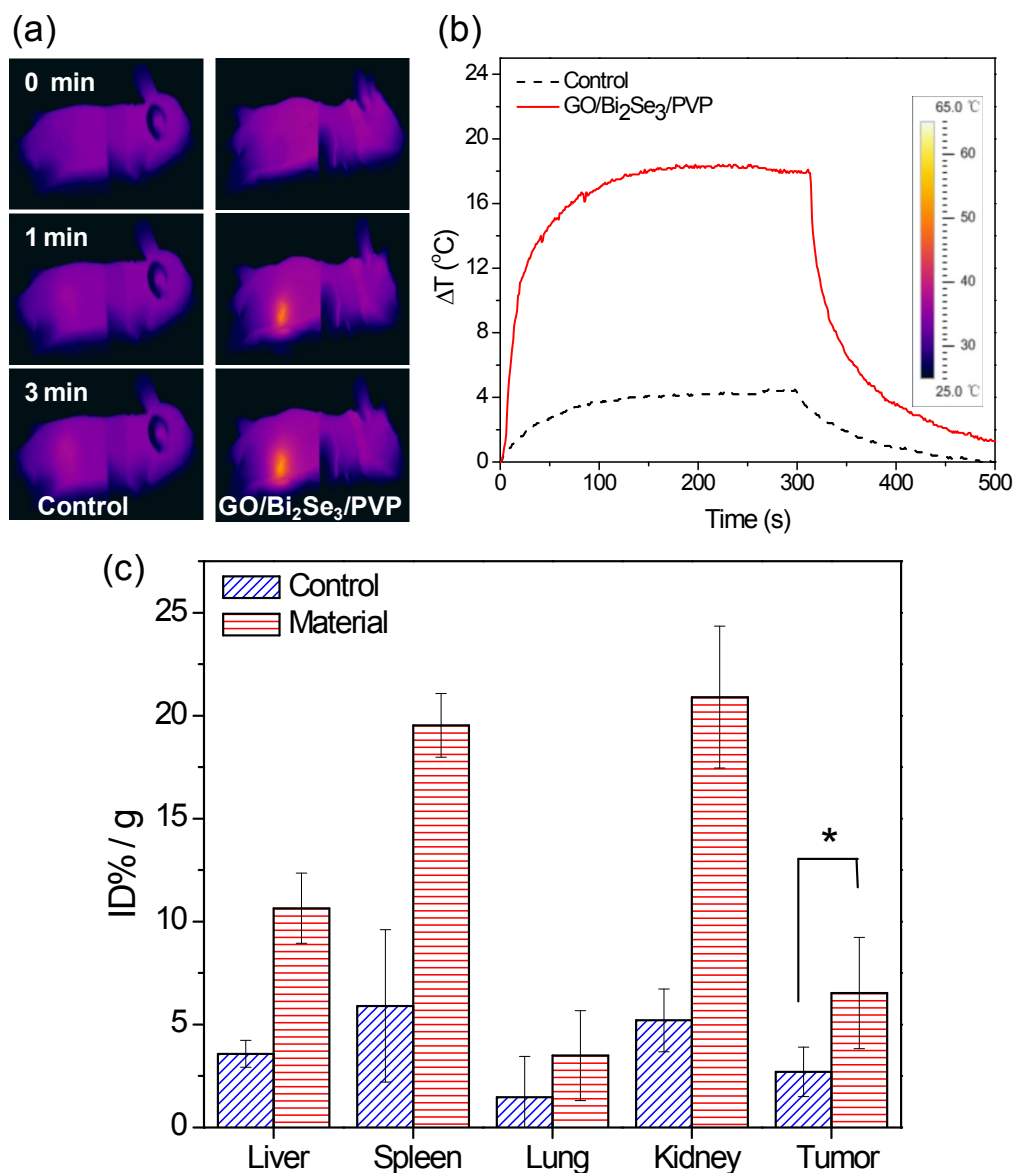 (a)
0 min
1 min
3 min
Control
GO/Bi₂Se₃/PVP
(b)
24
20
16
12
8
4
0
ΔT (°C)
Control
GO/Bi₂Se₃/PVP
65.0 ℃
60
50
40
30
25.0 ℃
0 100 200 300 400 500
Time (s)
(c)
25
20
15
10
5
0
ID% / g
Control
Material
*
Liver Spleen Lung Kidney Tumor